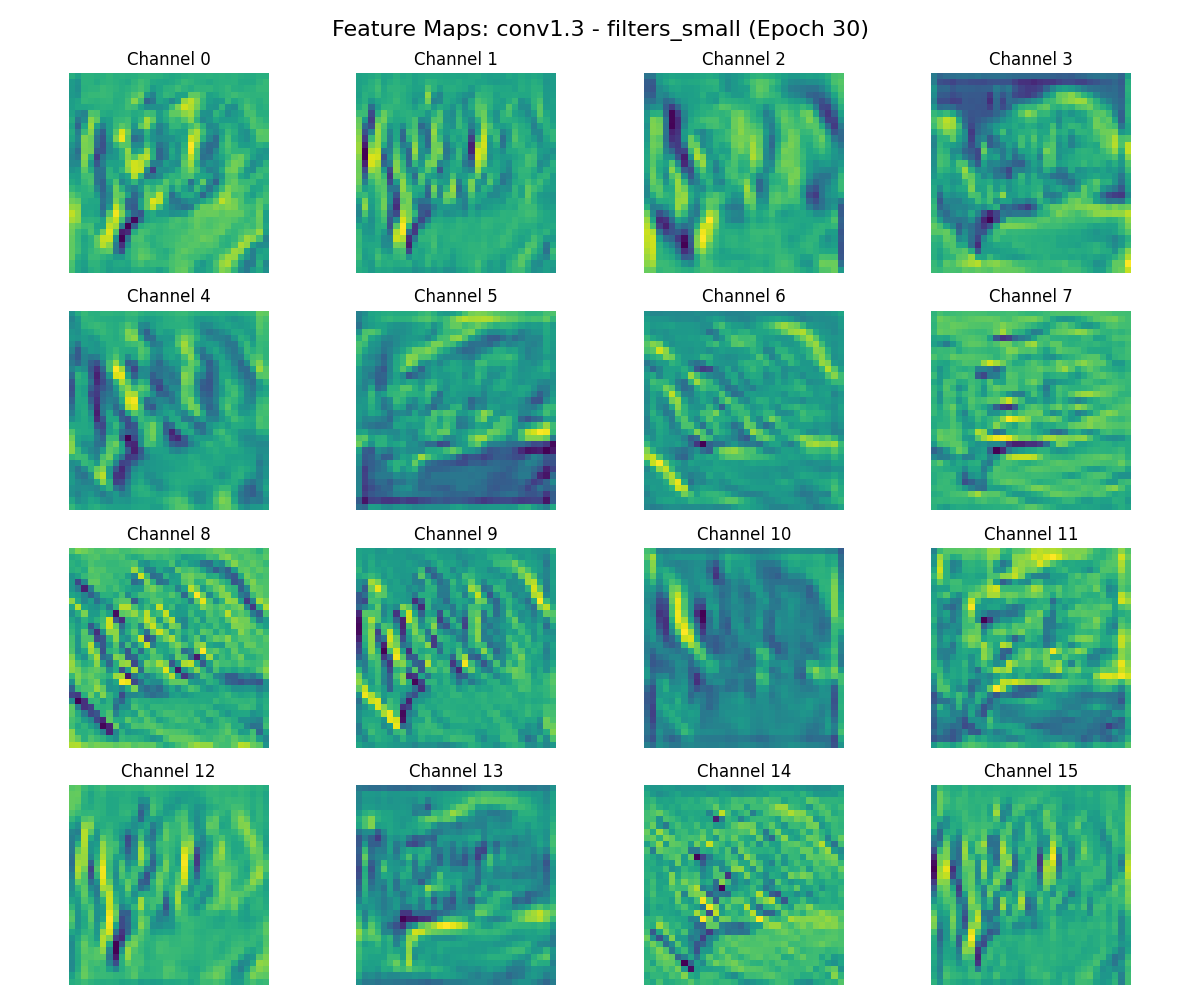 Feature Maps: conv1.3 - filters_small (Epoch 30)
Channel 0 Channel 1 Channel 2 Channel 3
Channel 4 Channel 5 Channel 6 Channel 7
Channel 8 Channel 9 Channel 10 Channel 11
Channel 12 Channel 13 Channel 14 Channel 15